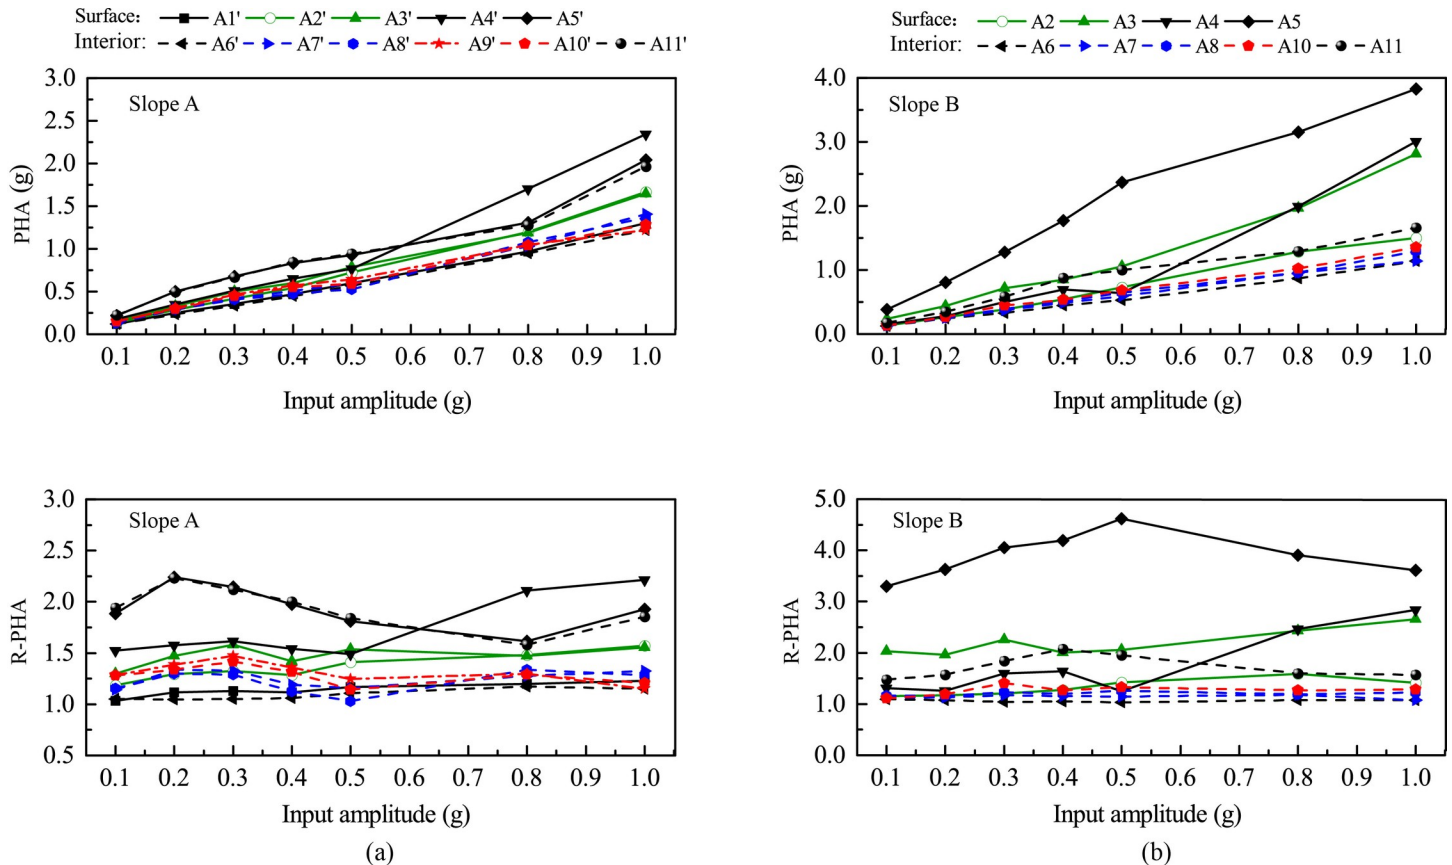 Surface: A1' A2' A3' A4' A5'
Interior: A6' A7' A8' A9' A10' A11'
Surface: A2 A3 A4 A5
Interior: A6 A7 A8 A10 A11
3.0
2.5
2.0
1.5
1.0
0.5
0.0
PHA (g)
Slope A
0.1 0.2 0.3 0.4 0.5 0.6 0.7 0.8 0.9 1.0
Input amplitude (g)
4.0
3.0
2.0
1.0
0.0
PHA (g)
Slope B
0.1 0.2 0.3 0.4 0.5 0.6 0.7 0.8 0.9 1.0
Input amplitude (g)
3.0
2.5
2.0
1.5
1.0
0.5
R-PHA
Slope A
0.1 0.2 0.3 0.4 0.5 0.6 0.7 0.8 0.9 1.0
Input amplitude (g)
(a)
5.0
4.0
3.0
2.0
1.0
0.0
R-PHA
Slope B
0.1 0.2 0.3 0.4 0.5 0.6 0.7 0.8 0.9 1.0
Input amplitude (g)
(b)